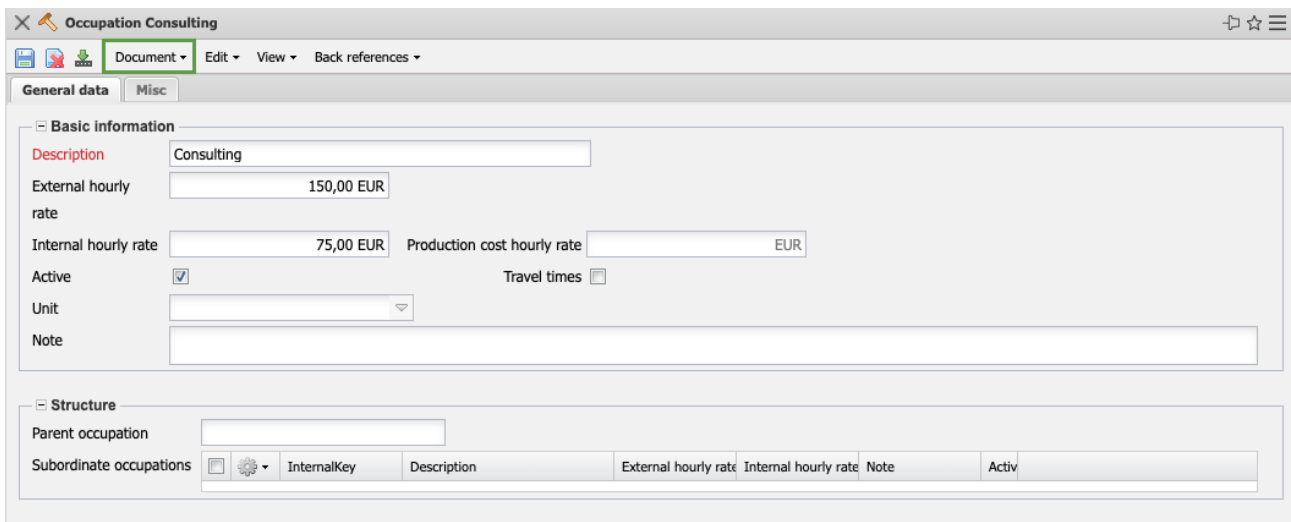 Occupation Consulting
Document Edit View Back references
General data Misc
Basic information
Description Consulting
External hourly rate 150,00 EUR
Internal hourly rate 75,00 EUR Production cost hourly rate EUR
Active Travel times
Unit
Note
Structure
Parent occupation
Subordinate occupations InternalKey Description External hourly rate Internal hourly rate Note Activ